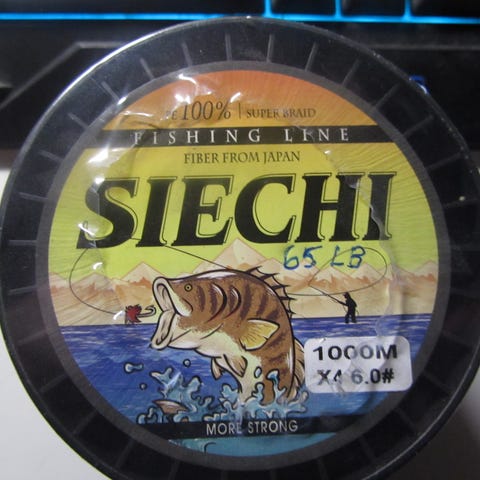 100% | SUPER BRAID
FISHING LINE
FIBER FROM JAPAN
SIECHI
65 LB
1000M
X4 6.0#
MORE STRONG